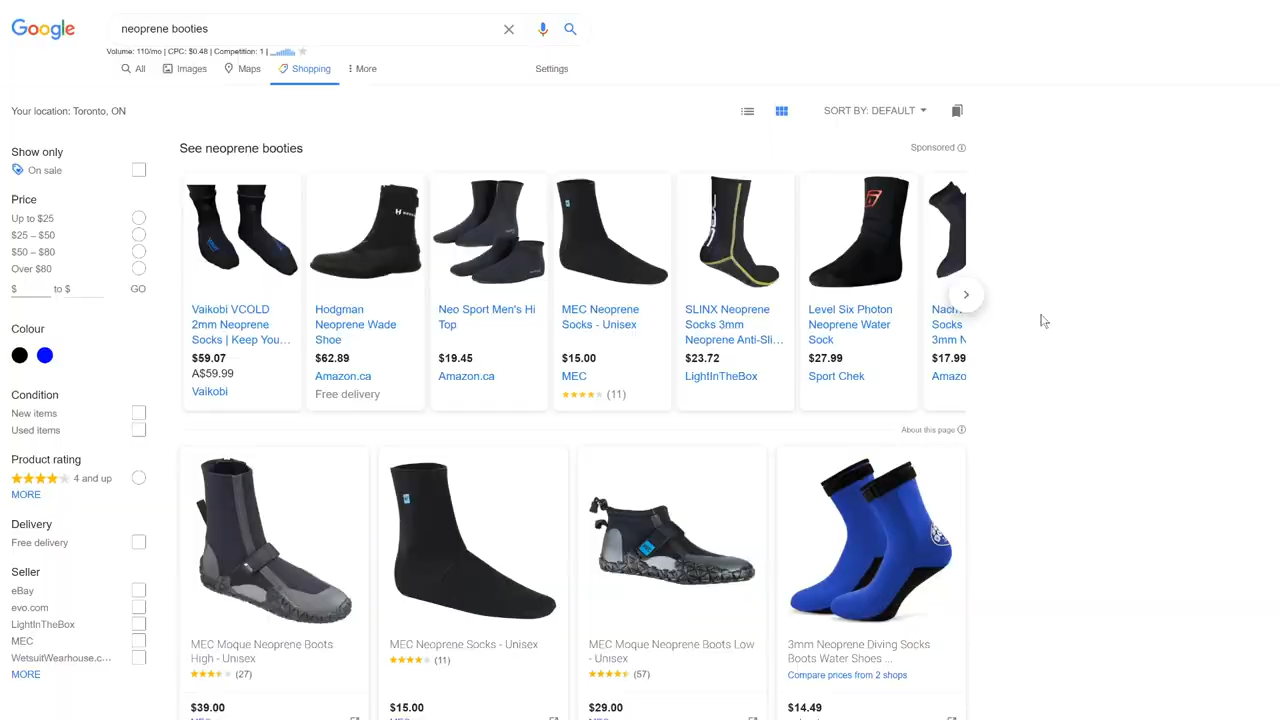 Google
neoprene booties
Volume: 110/mo | CPC: $0.48 | Competition: 1 |
All Images Maps Shopping More Settings
Your location: Toronto, ON
SORT BY: DEFAULT
Show only
On sale
Price
Up to $25
$25 – $50
$50 – $80
Over $80
$ to $ GO
Colour
Condition
New items
Used items
Product rating
4 and up
MORE
Delivery
Free delivery
Seller
eBay
evo.com
LightInTheBox
MEC
WetsuitWearhouse.c...
MORE
See neoprene booties
Sponsored
Vaikobi VCOLD
2mm Neoprene
Socks | Keep You…
$59.07
A$59.99
Vaikobi
Hodgman
Neoprene Wade
Shoe
$62.89
Amazon.ca
Free delivery
Neo Sport Men's Hi
Top
$19.45
Amazon.ca
MEC Neoprene
Socks - Unisex
$15.00
MEC
(11)
SLINX Neoprene
Socks 3mm
Neoprene Anti-Sli…
$23.72
LightInTheBox
Level Six Photon
Neoprene Water
Sock
$27.99
Sport Chek
Socks
3mm N
$17.99
Amazo
About this page
MEC Moque Neoprene Boots
High - Unisex
(27)
$39.00
MEC Neoprene Socks - Unisex
(11)
$15.00
MEC Moque Neoprene Boots Low
- Unisex
(57)
$29.00
3mm Neoprene Diving Socks
Boots Water Shoes ...
Compare prices from 2 shops
$14.49